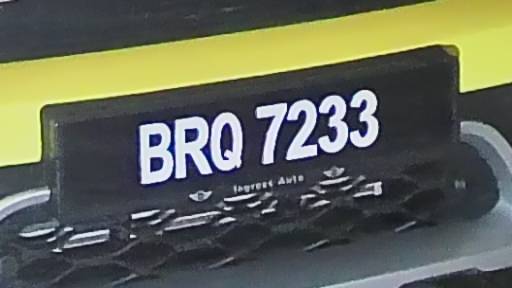 BRQ 7233
Ingress Auto